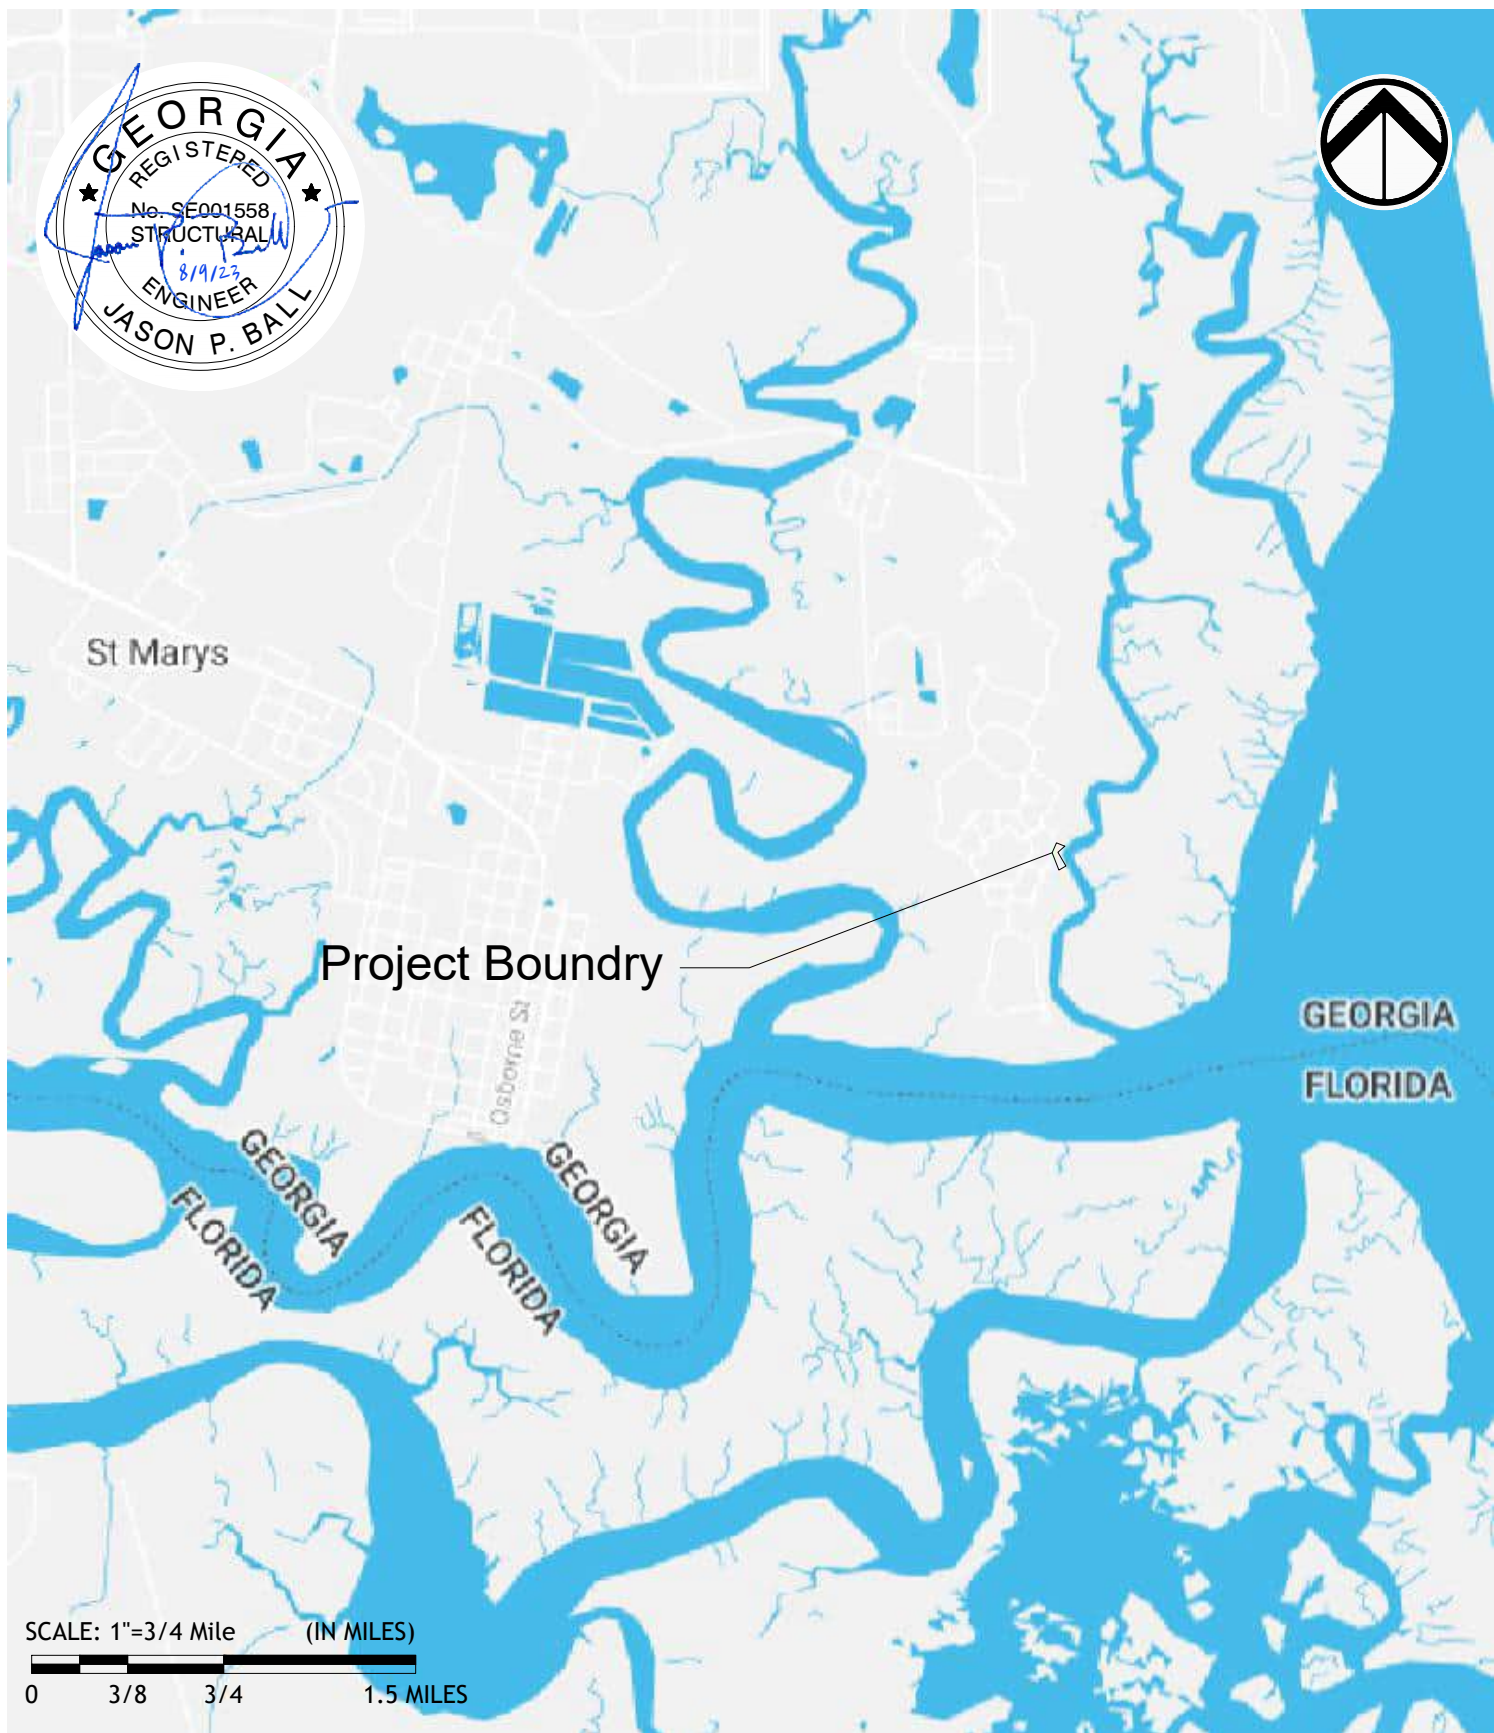 GEORGIA
REGISTERED
No. SE001558
STRUCTURAL
Jason P. Ball
8/9/23
ENGINEER
JASON P. BALL
St Marys
Project Boundry
Osborne St
GEORGIA
FLORIDA
GEORGIA
FLORIDA
GEORGIA
FLORIDA
SCALE: 1"=3/4 Mile (IN MILES)
0 3/8 3/4 1.5 MILES